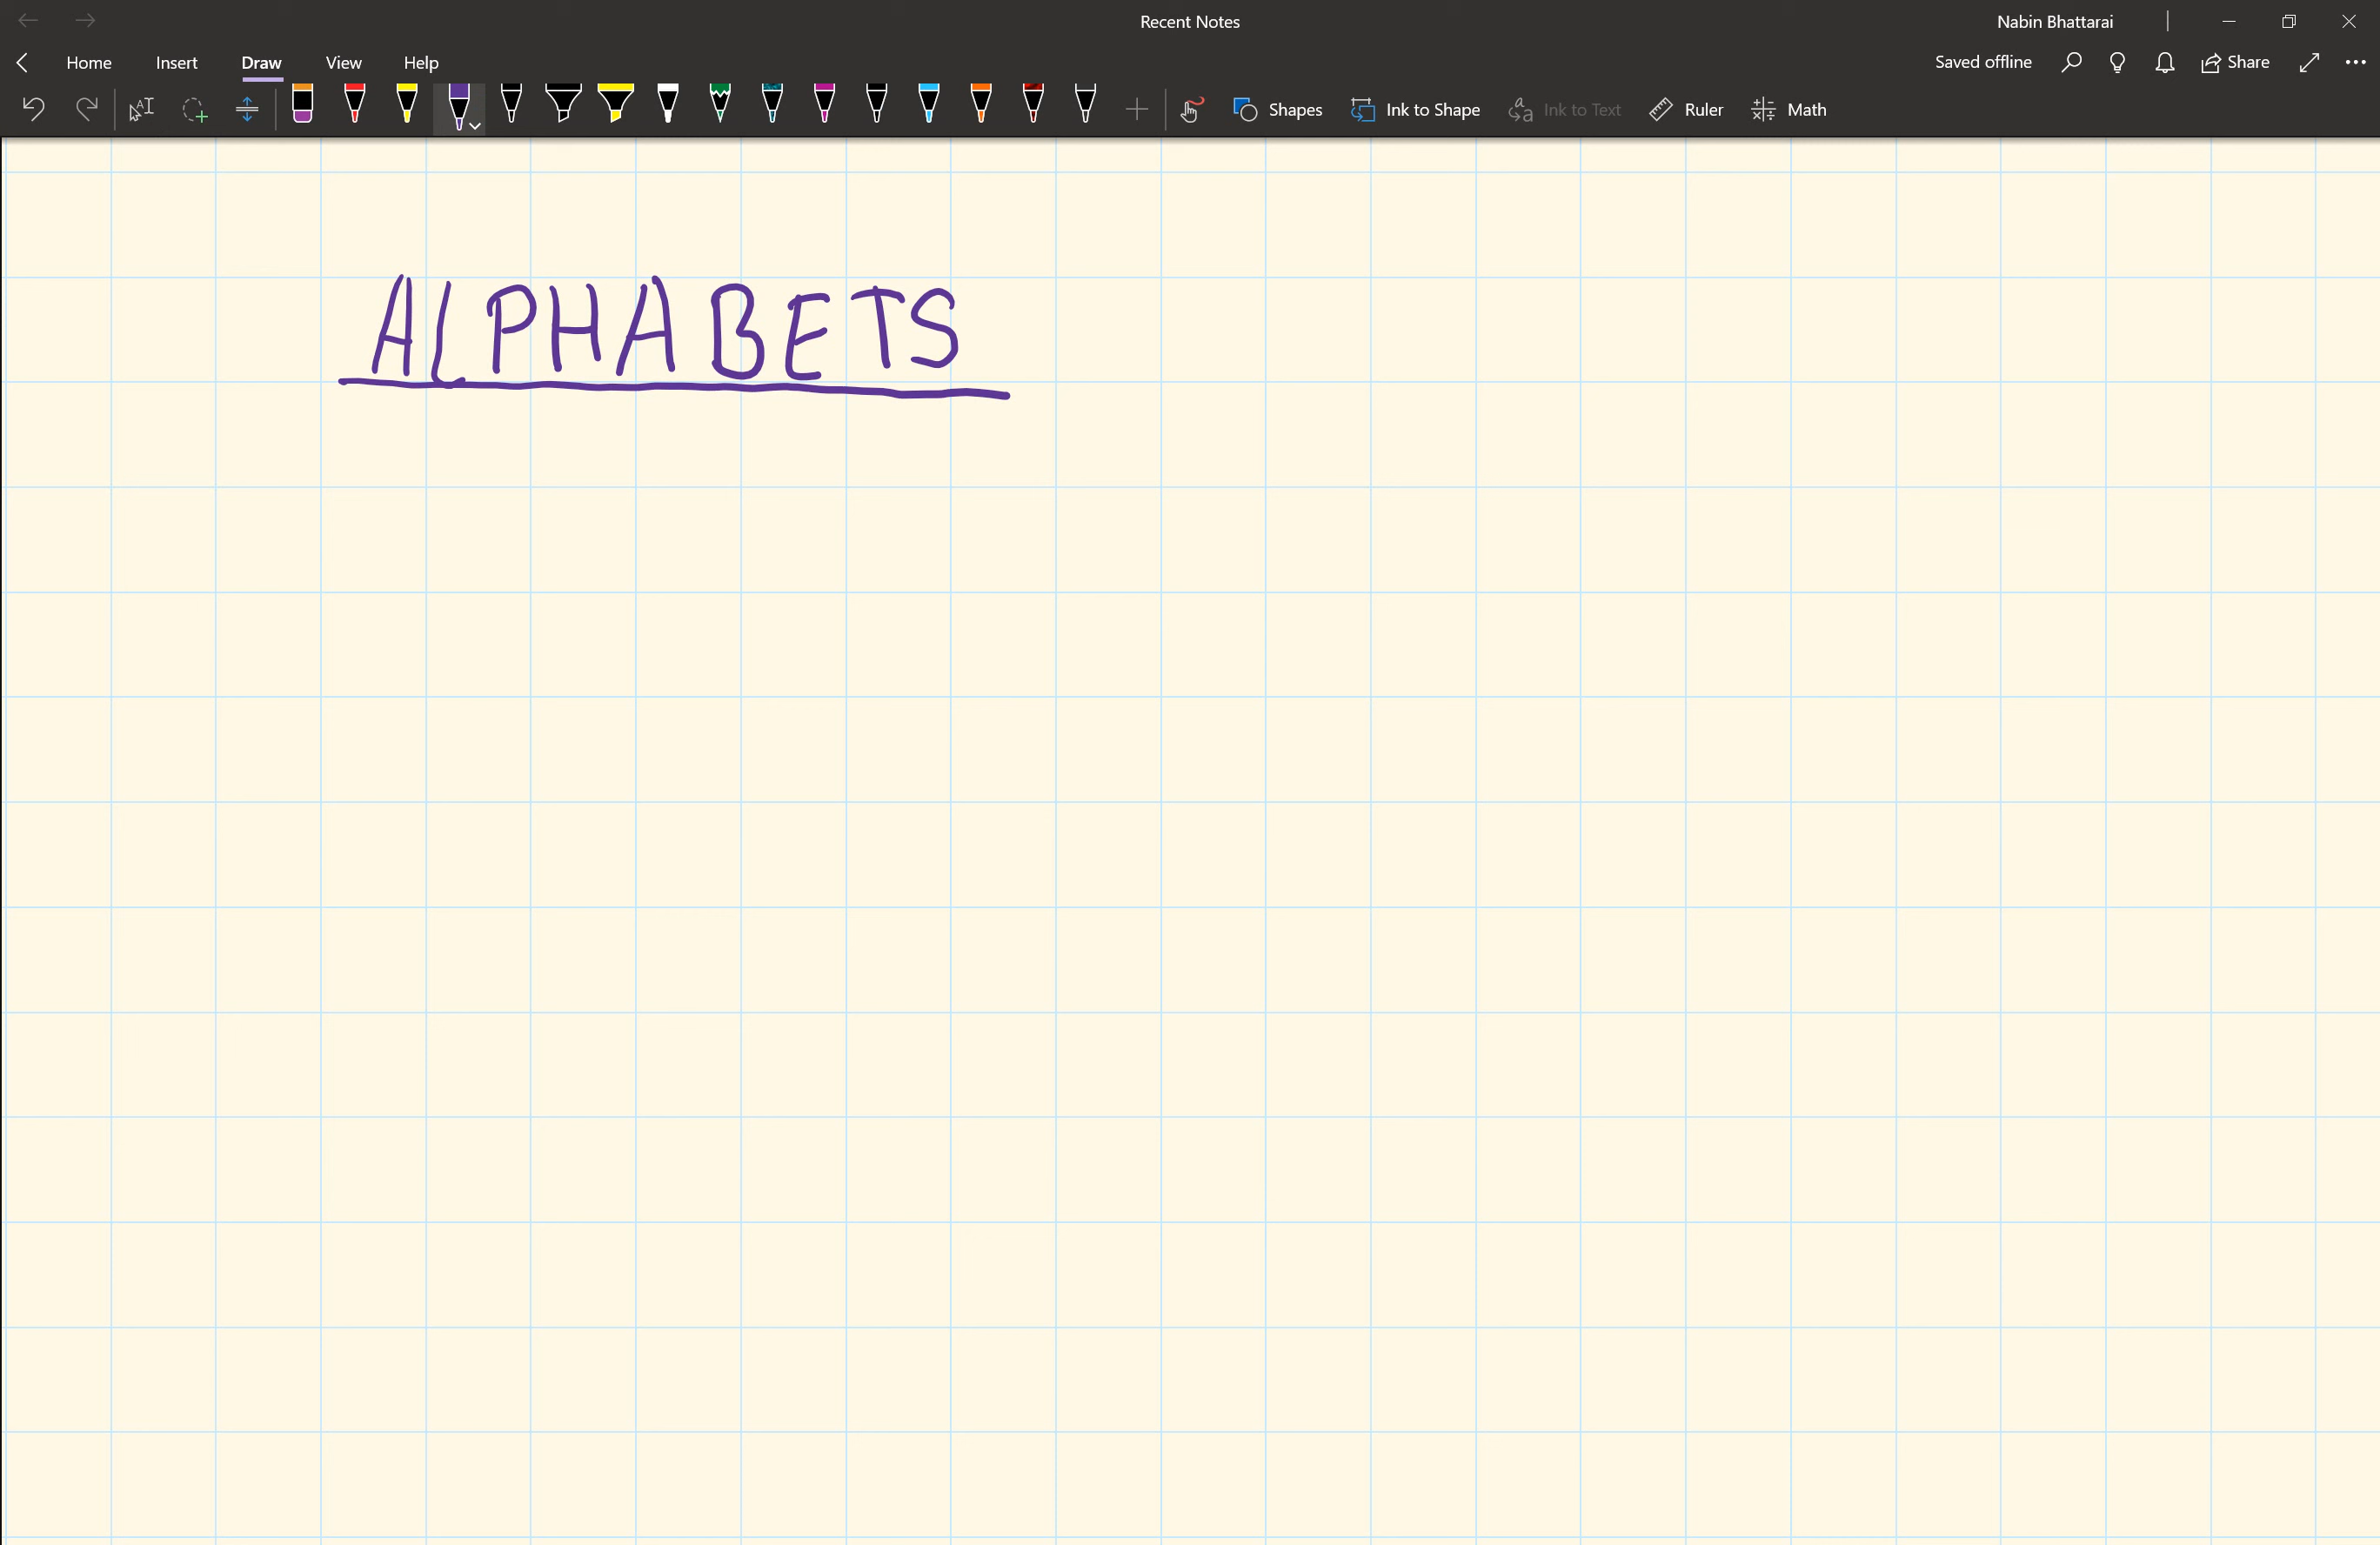 Recent Notes
Nabin Bhattarai
Home Insert Draw View Help
Saved offline
Share
Shapes Ink to Shape Ink to Text Ruler Math
ALPHABETS